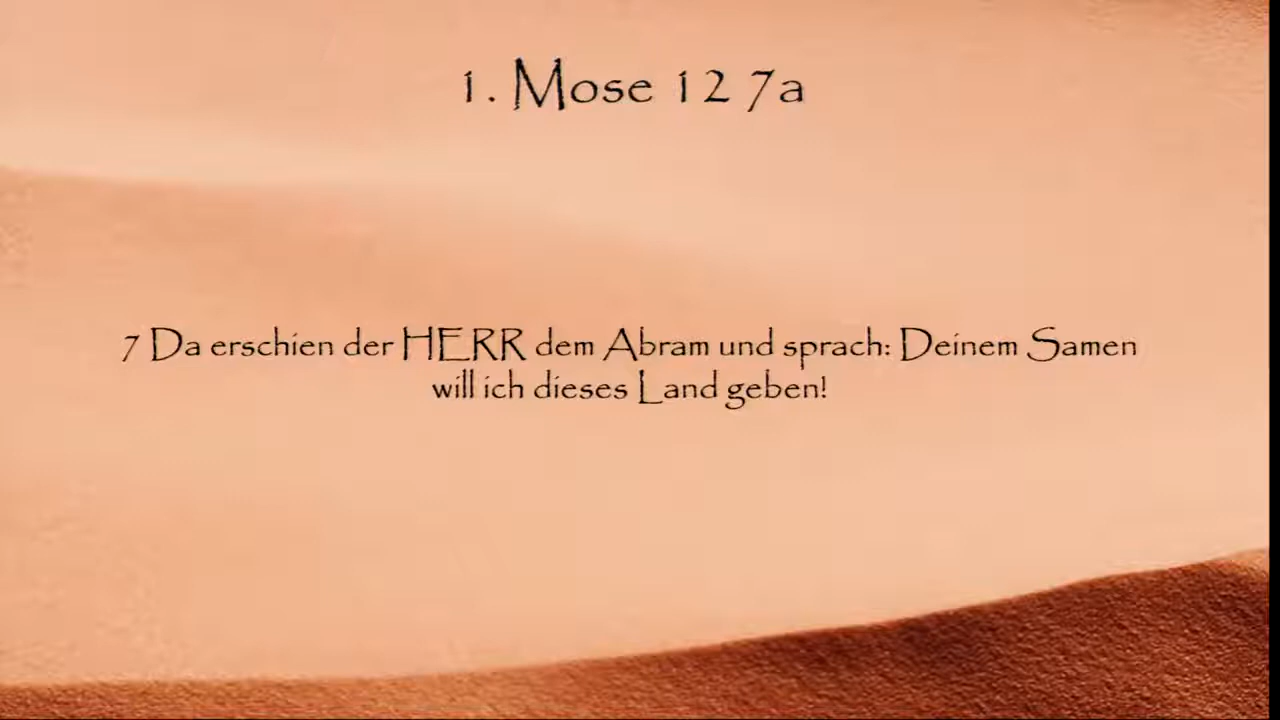 1. Mose 12 7a
7 Da erschien der HERR dem Abram und sprach: Deinem Samen
will ich dieses Land geben!